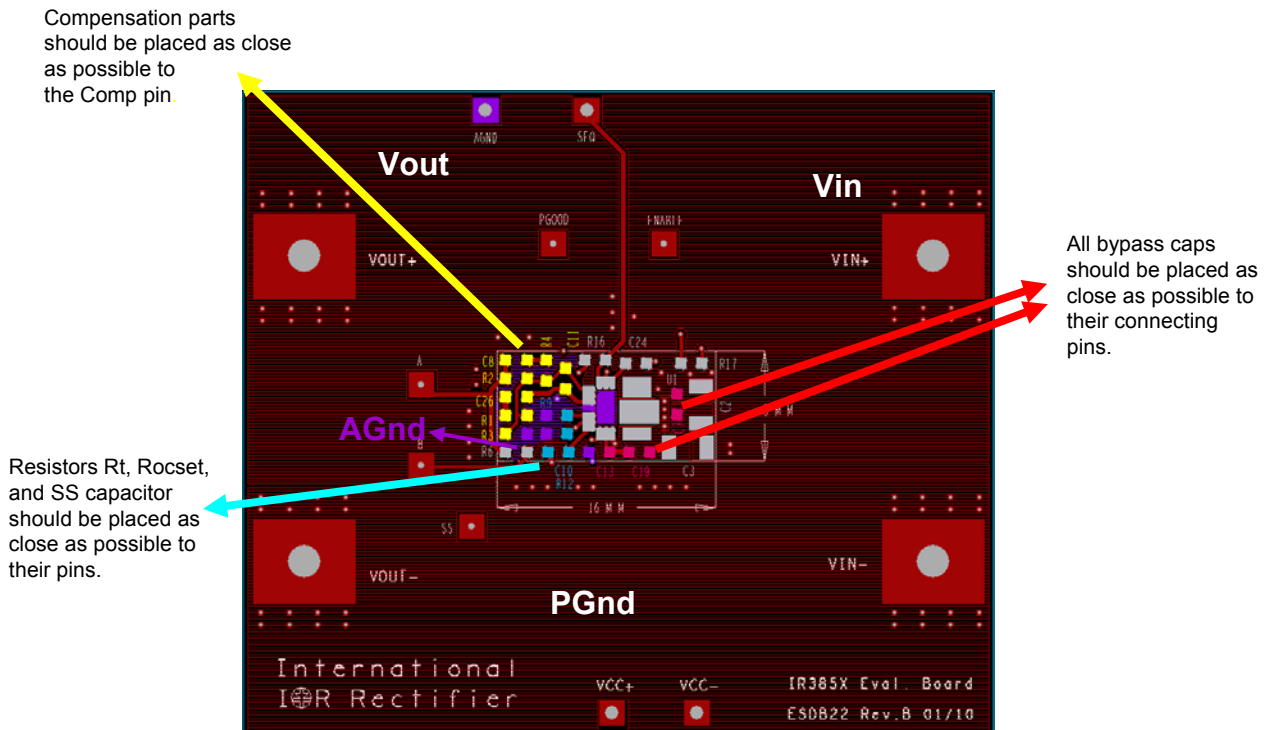 Compensation parts
should be placed as close
as possible to
the Comp pin.
AGND
SEQ
Vout
Vin
PGOOD
ENABLE
VOUT+
VIN+
All bypass caps
should be placed as
close as possible to
their connecting
pins.
C8
R4
C11
R16
C24
R17
A
R2
U1
C26
R9
C2
R1
AGnd
R3
B
R6
C10
C13
C19
C3
R12
16 MM
Resistors Rt, Rocset,
and SS capacitor
should be placed as
close as possible to
their pins.
SS
VOUT-
VIN-
PGnd
International
IOR Rectifier
VCC+
VCC-
IR385X Eval. Board
ESDB22 Rev.B 01/10